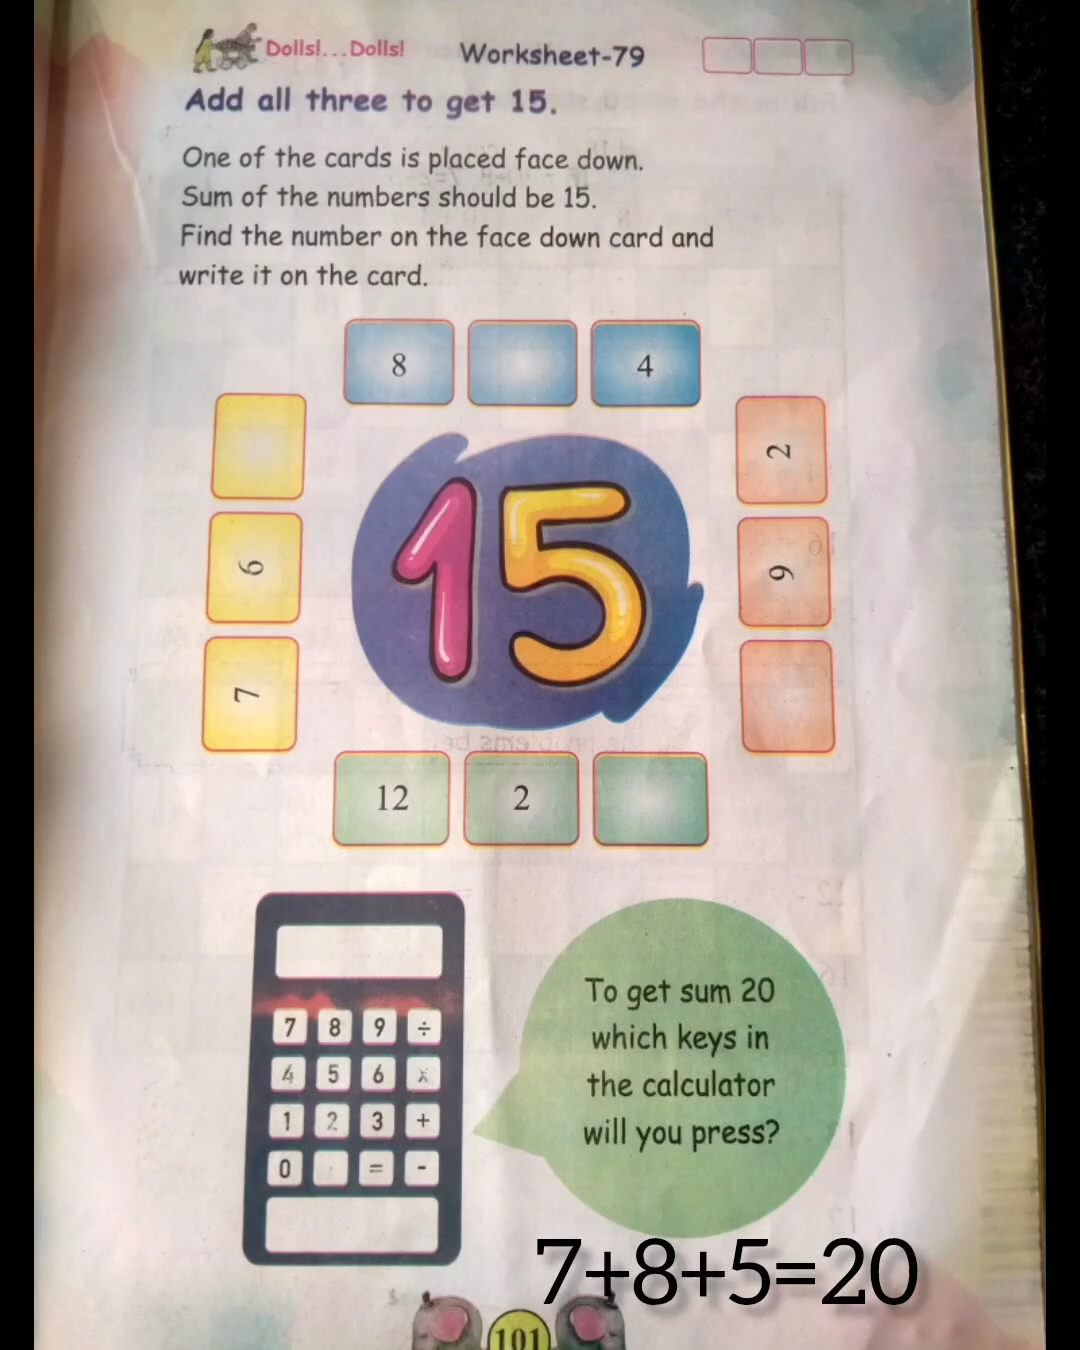 Dolls!...Dolls!
Worksheet-79
Add all three to get 15.
One of the cards is placed face down.
Sum of the numbers should be 15.
Find the number on the face down card and
write it on the card.
8 4
2
9
6
7
15
12 2
7 8 9 ÷
4 5 6 x
1 2 3 +
0 . = -
To get sum 20
which keys in
the calculator
will you press?
7+8+5=20
101